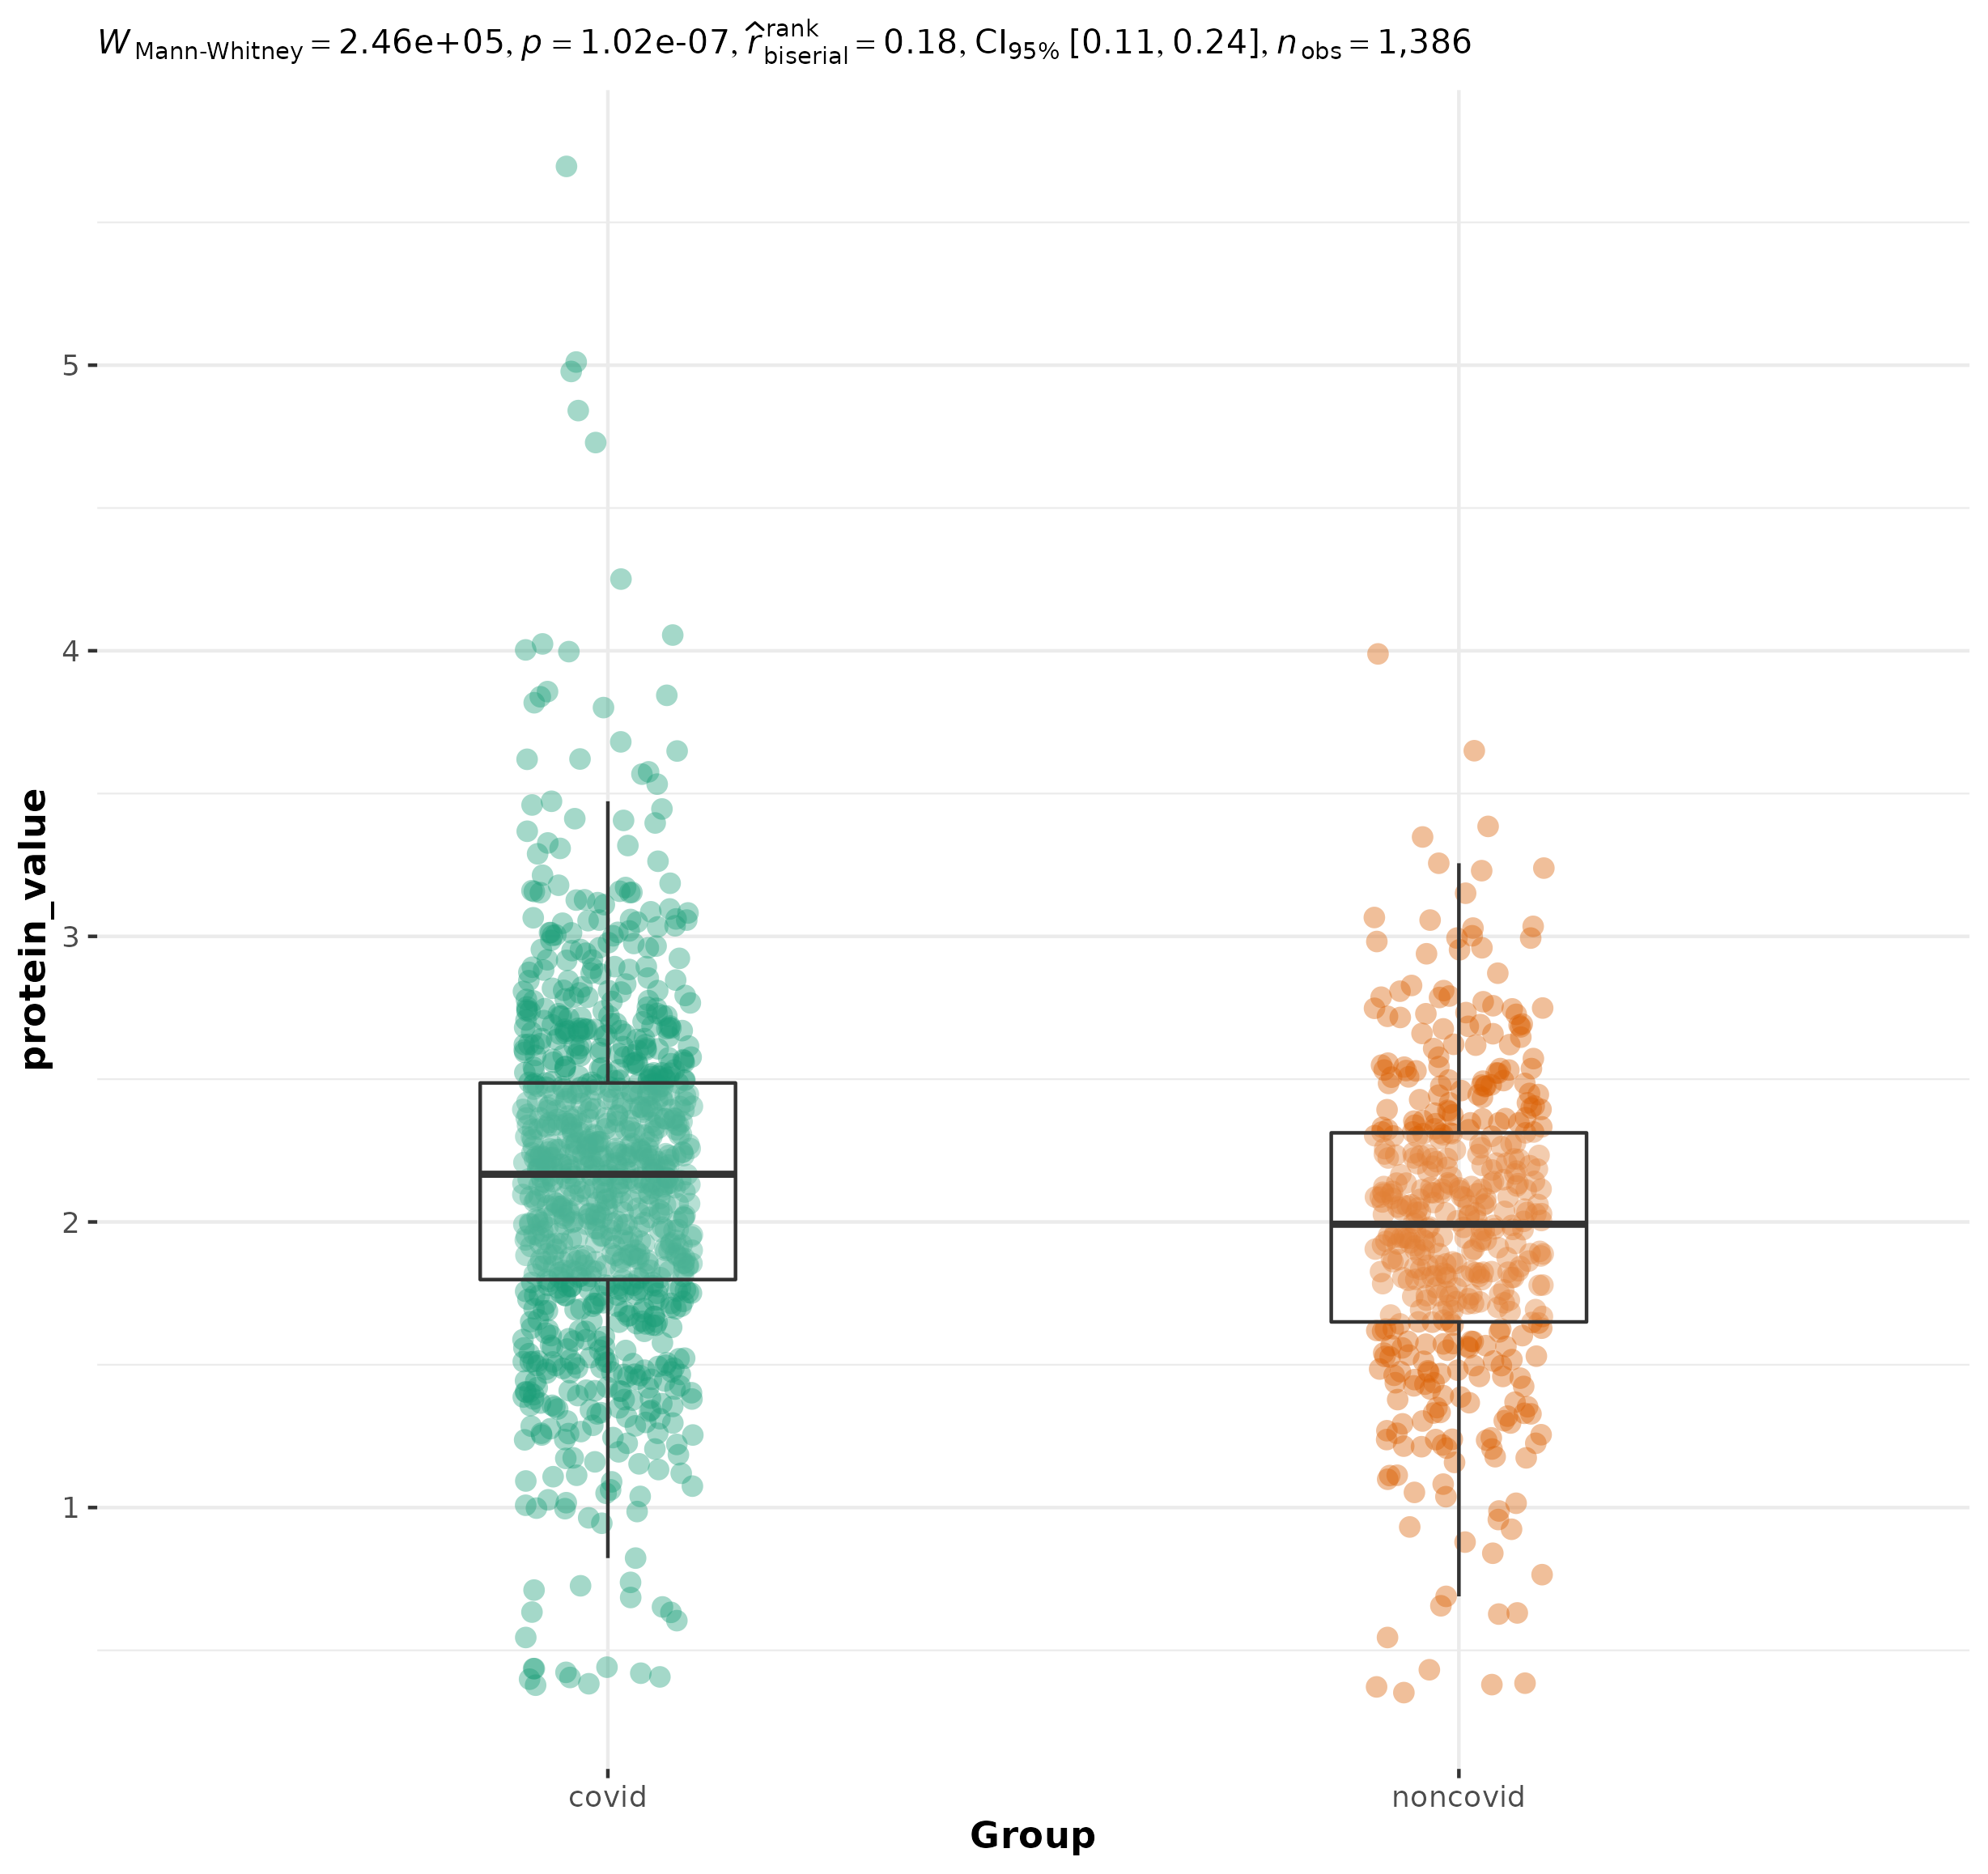 W Mann-Whitney = 2.46e+05, p = 1.02e-07, r̂ rank biserial = 0.18, CI95% [0.11, 0.24], n obs = 1,386
protein_value
5
4
3
2
1
covid noncovid
Group